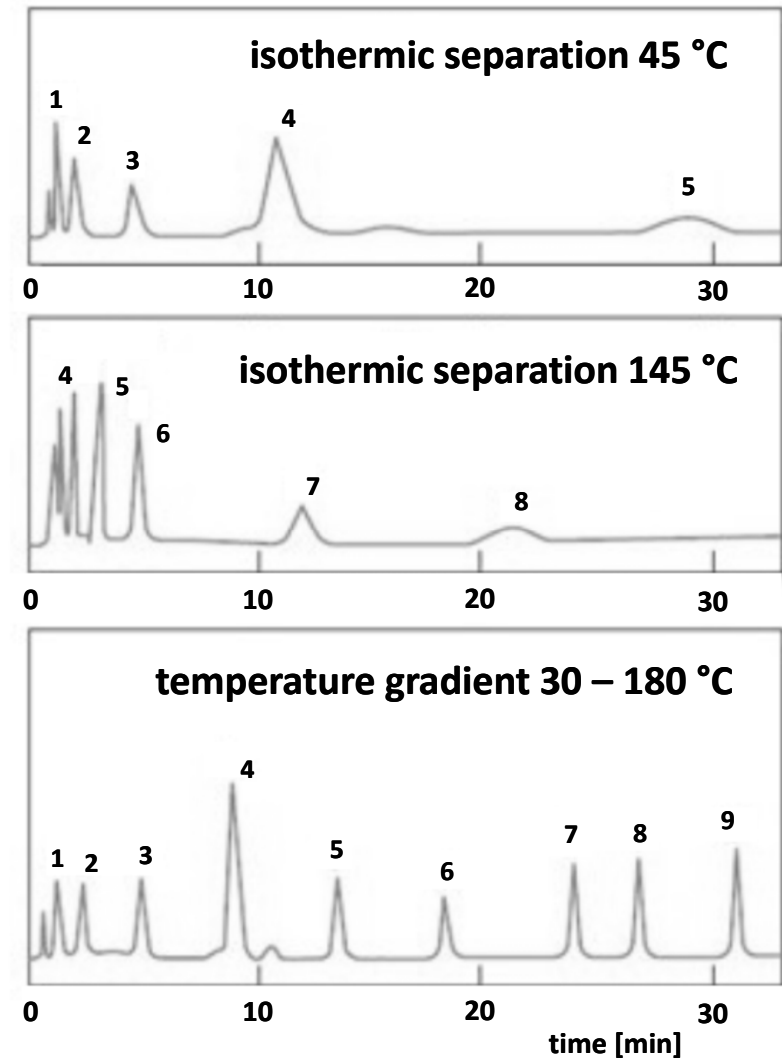 isothermic separation 45 °C
1
2
3
4
5
0 10 20 30
isothermic separation 145 °C
4
5
6
7
8
0 10 20 30
temperature gradient 30 – 180 °C
1
2
3
4
5
6
7
8
9
0 10 20 30
time [min]